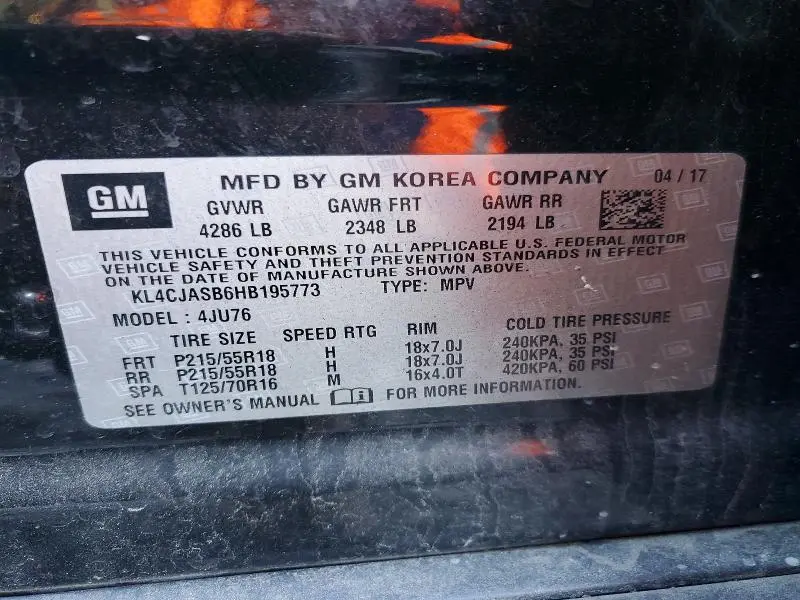 GM MFD BY GM KOREA COMPANY 04 / 17
GVWR GAWR FRT GAWR RR
4286 LB 2348 LB 2194 LB
THIS VEHICLE CONFORMS TO ALL APPLICABLE U.S. FEDERAL MOTOR
VEHICLE SAFETY AND THEFT PREVENTION STANDARDS IN EFFECT
ON THE DATE OF MANUFACTURE SHOWN ABOVE.
KL4CJASB6HB195773 TYPE: MPV
MODEL : 4JU76
TIRE SIZE SPEED RTG RIM COLD TIRE PRESSURE
FRT P215/55R18 H 18x7.0J 240KPA, 35 PSI
RR P215/55R18 H 18x7.0J 240KPA, 35 PSI
SPA T125/70R16 M 16x4.0T 420KPA, 60 PSI
SEE OWNER'S MANUAL FOR MORE INFORMATION.